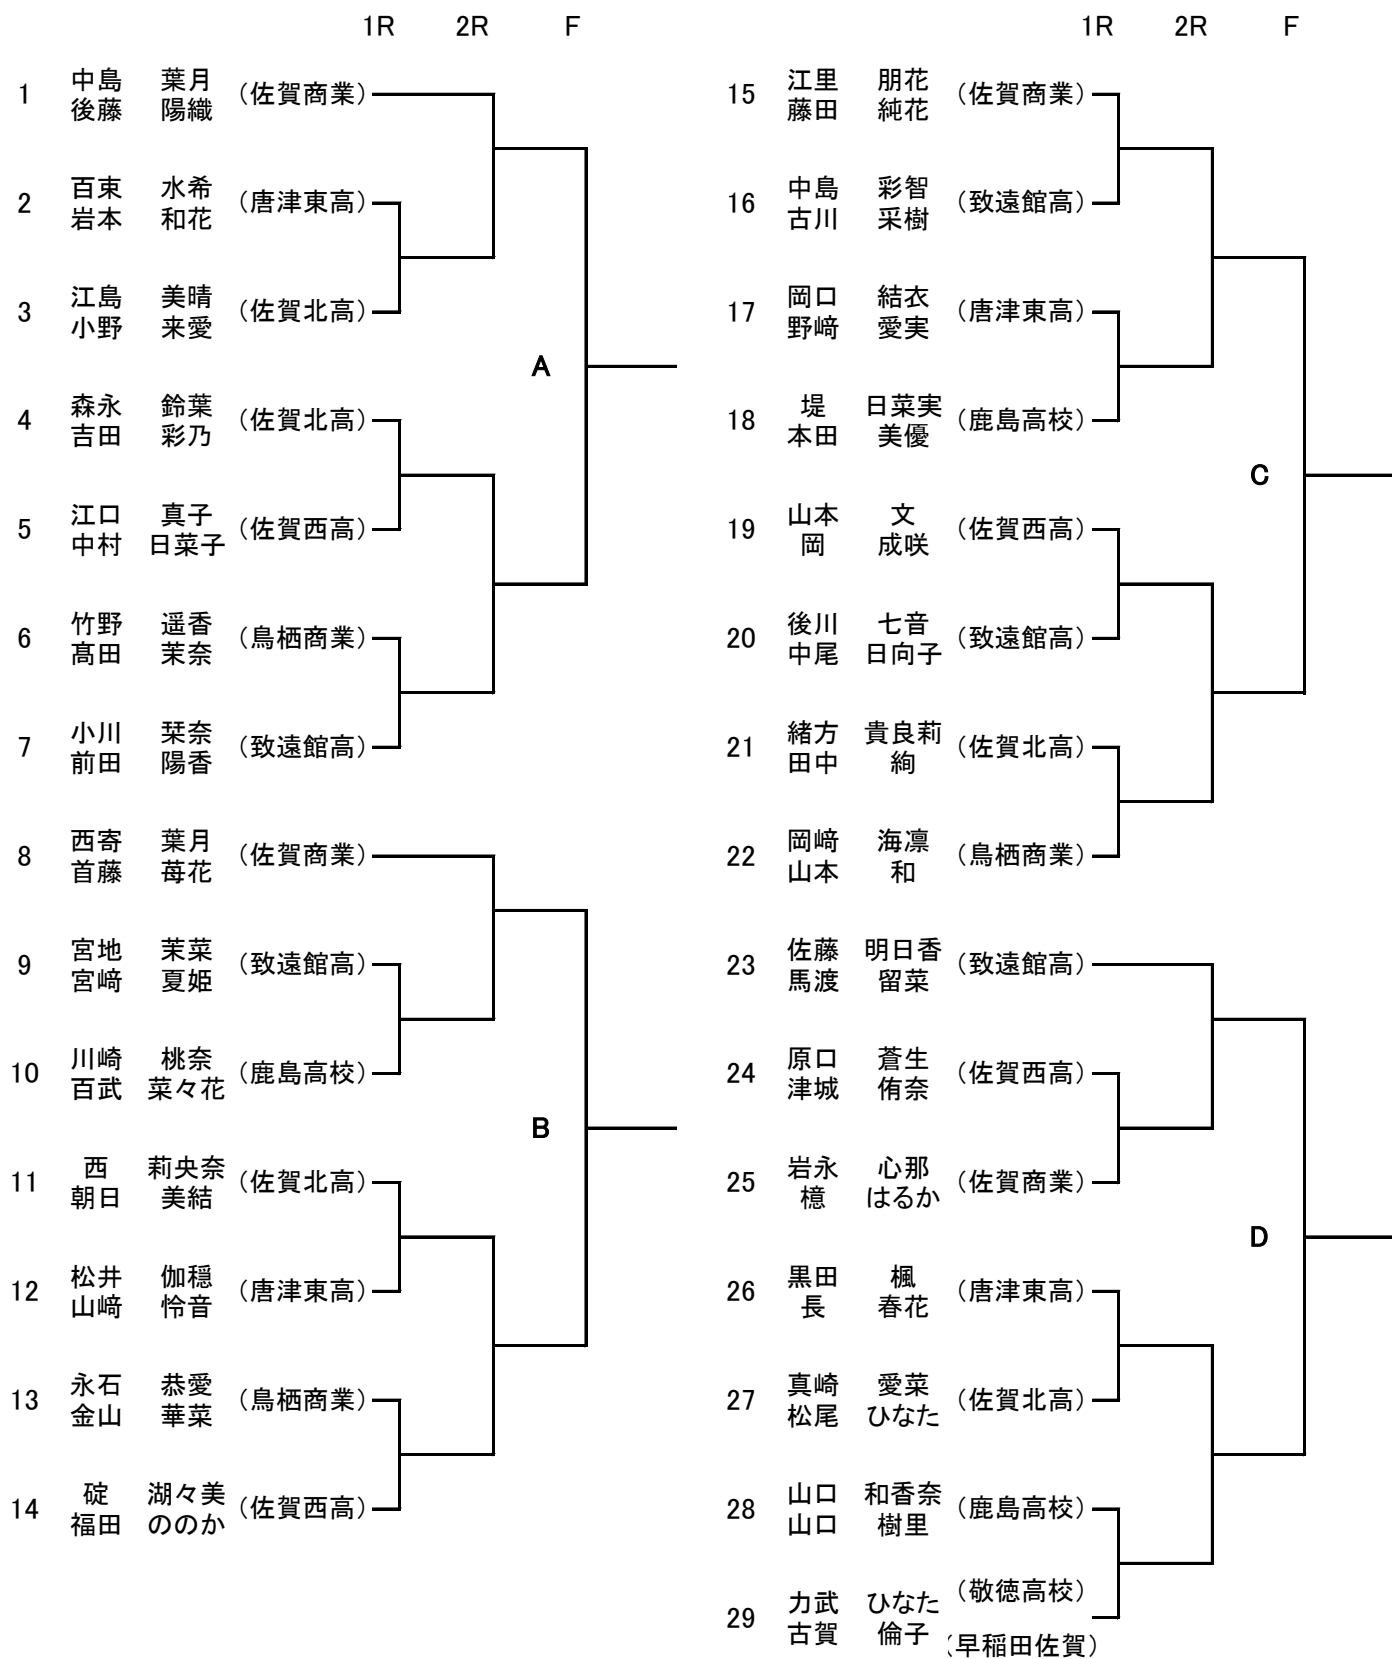 1R 2R F
1 中島 葉月 (佐賀商業)
後藤 陽織
2 百束 水希 (唐津東高)
岩本 和花
3 江島 美晴 (佐賀北高)
小野 来愛
A
4 森永 鈴葉 (佐賀北高)
吉田 彩乃
5 江口 真子 (佐賀西高)
中村 日菜子
6 竹野 遥香 (鳥栖商業)
髙田 茉奈
7 小川 栞奈 (致遠館高)
前田 陽香
8 西寄 葉月 (佐賀商業)
首藤 苺花
9 宮地 茉菜 (致遠館高)
宮﨑 夏姫
10 川崎 桃奈 (鹿島高校)
百武 菜々花
B
11 西 莉央奈 (佐賀北高)
朝日 美結
12 松井 伽穏 (唐津東高)
山﨑 怜音
13 永石 恭愛 (鳥栖商業)
金山 華菜
14 碇 湖々美 (佐賀西高)
福田 ののか
1R 2R F
15 江里 朋花 (佐賀商業)
藤田 純花
16 中島 彩智 (致遠館高)
古川 采樹
17 岡口 結衣 (唐津東高)
野﨑 愛実
18 堤 日菜実 (鹿島高校)
本田 美優
C
19 山本 文 (佐賀西高)
岡 成咲
20 後川 七音 (致遠館高)
中尾 日向子
21 緒方 貴良莉 (佐賀北高)
田中 絢
22 岡﨑 海凛 (鳥栖商業)
山本 和
23 佐藤 明日香 (致遠館高)
馬渡 留菜
24 原口 蒼生 (佐賀西高)
津城 侑奈
25 岩永 心那 (佐賀商業)
檍 はるか
D
26 黒田 楓 (唐津東高)
長 春花
27 真崎 愛菜 (佐賀北高)
松尾 ひなた
28 山口 和香奈 (鹿島高校)
山口 樹里
29 力武 ひなた (敬徳高校)
古賀 倫子 (早稲田佐賀)